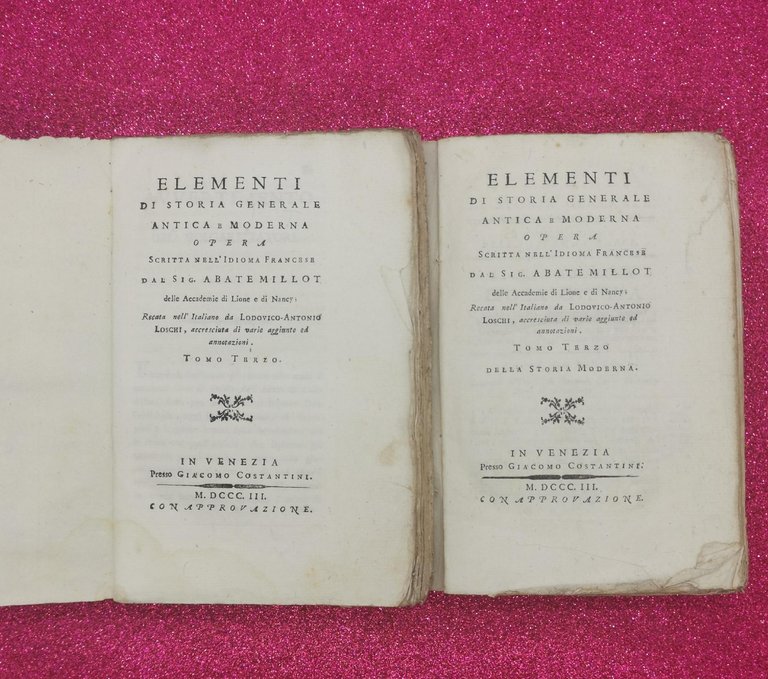 ELEMENTI
DI STORIA GENERALE
ANTICA E MODERNA
OPERA
SCRITTA NELL'IDIOMA FRANCESE
DAL SIG. ABATE MILLOT
delle Accademie di Lione e di Nancy;
Recata nell'Italiano da LODOVICO-ANTONIO
LOSCHI, accresciuta di varie aggiunte ed
annotazioni.
TOMO TERZO.
IN VENEZIA
Presso GIACOMO COSTANTINI.
M. DCCC. III.
CON APPROVAZIONE.
ELEMENTI
DI STORIA GENERALE
ANTICA E MODERNA
OPERA
SCRITTA NELL'IDIOMA FRANCESE
DAL SIG. ABATE MILLOT
delle Accademie di Lione e di Nancy;
Recata nell'Italiano da LODOVICO-ANTONIO
LOSCHI, accresciuta di varie aggiunte ed
annotazioni.
TOMO TERZO
DELLA STORIA MODERNA.
IN VENEZIA
Presso GIACOMO COSTANTINI.
M. DCCC. III.
CON APPROVAZIONE.